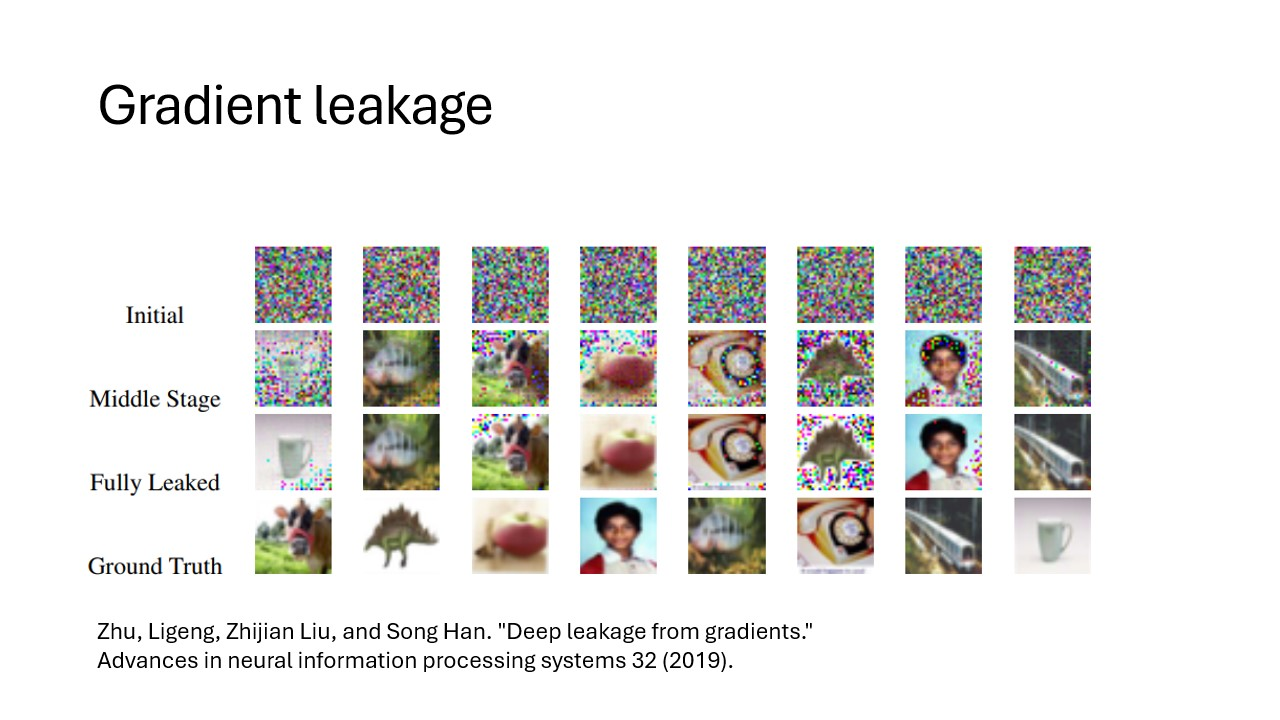 Gradient leakage
Initial
Middle Stage
Fully Leaked
Ground Truth
Zhu, Ligeng, Zhijian Liu, and Song Han. "Deep leakage from gradients."
Advances in neural information processing systems 32 (2019).